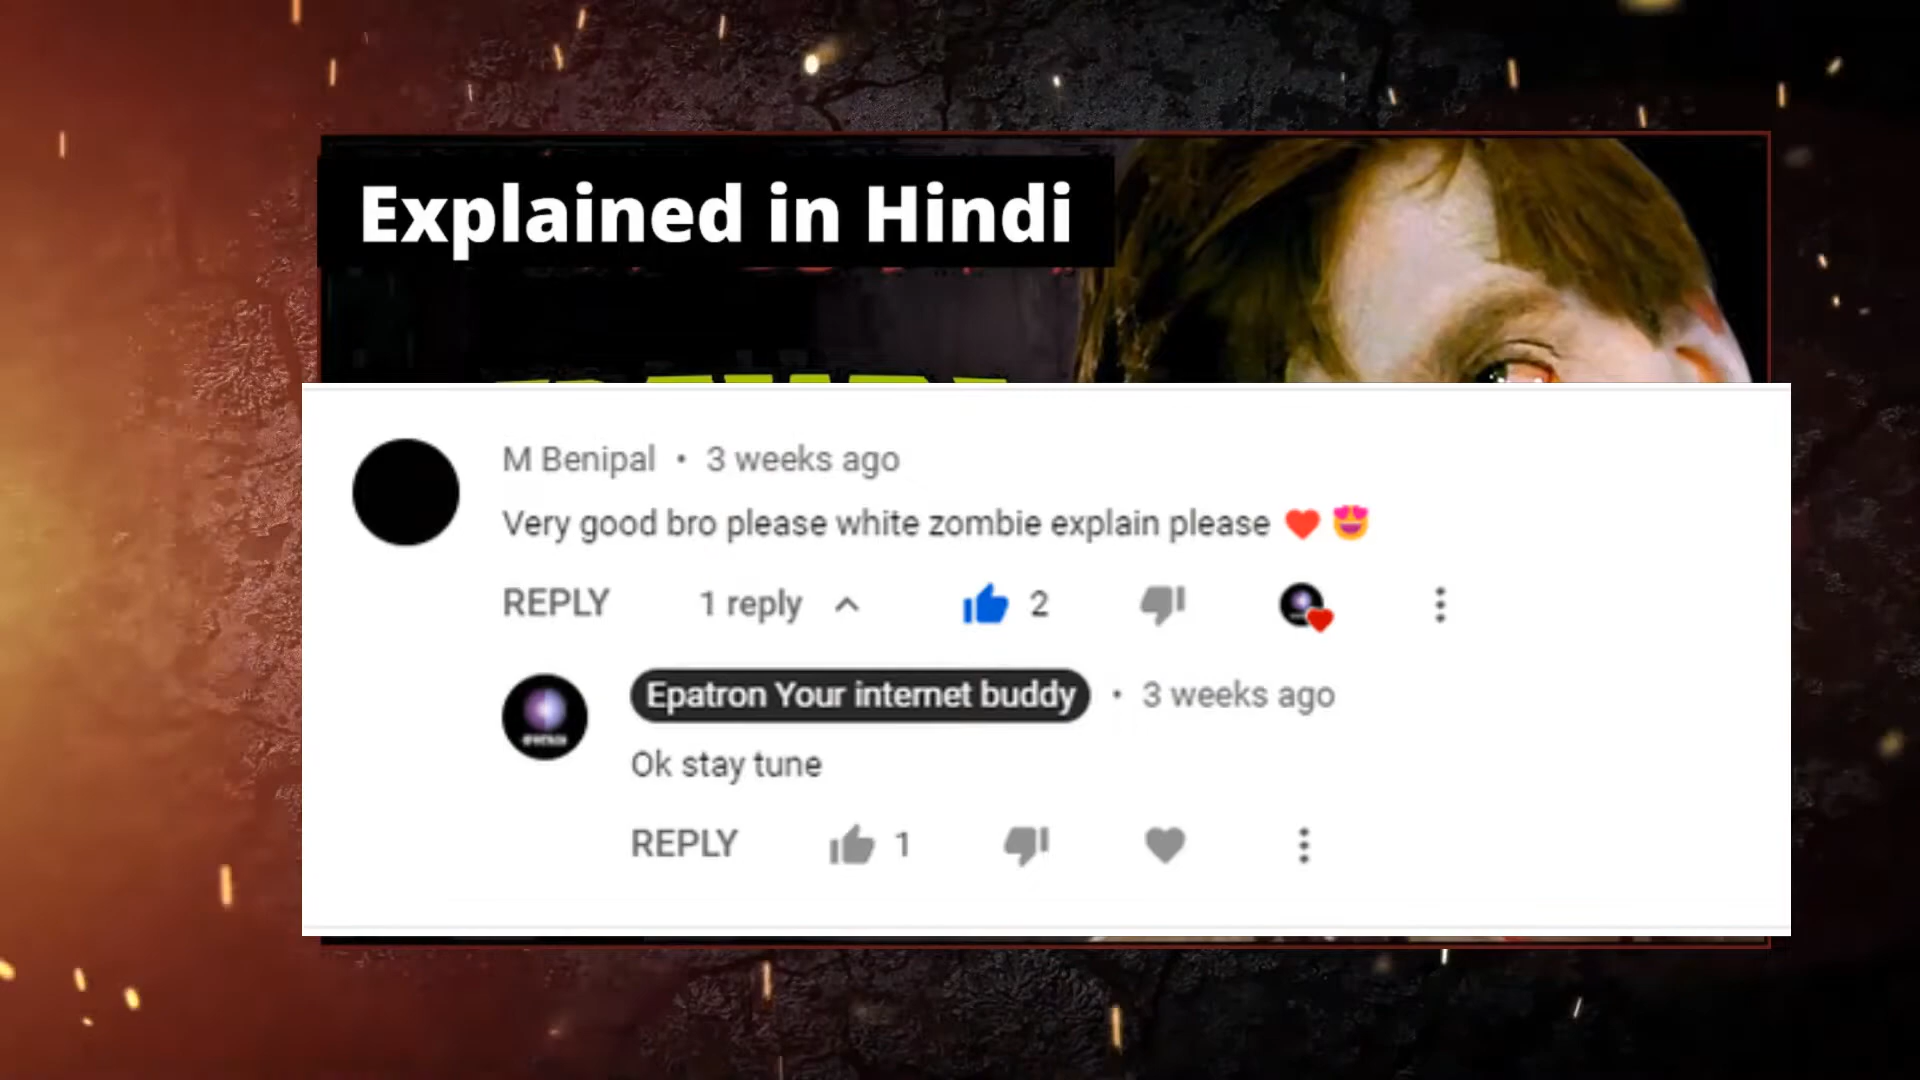 Explained in Hindi
M Benipal • 3 weeks ago
Very good bro please white zombie explain please ❤️ 😍
REPLY 1 reply 2
Epatron Your internet buddy • 3 weeks ago
Ok stay tune
REPLY 1